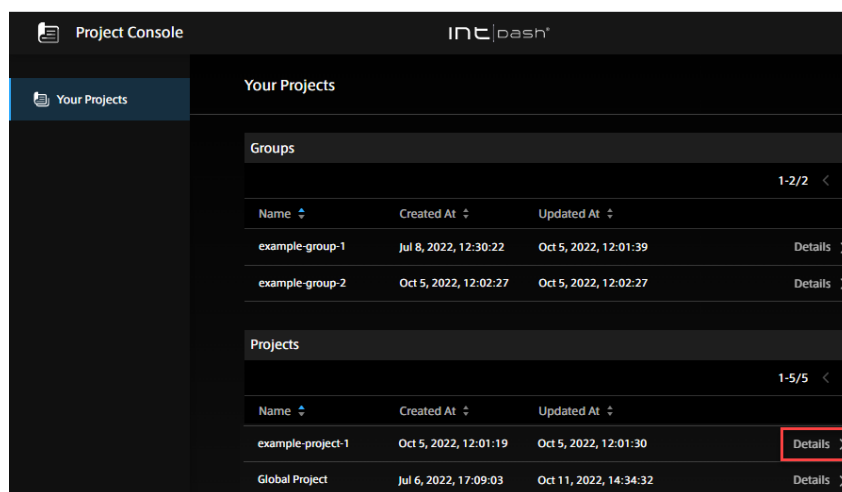 Project Console
intdash®
Your Projects
Your Projects
Groups
1-2/2
Name Created At Updated At
example-group-1 Jul 8, 2022, 12:30:22 Oct 5, 2022, 12:01:39 Details
example-group-2 Oct 5, 2022, 12:02:27 Oct 5, 2022, 12:02:27 Details
Projects
1-5/5
Name Created At Updated At
example-project-1 Oct 5, 2022, 12:01:19 Oct 5, 2022, 12:01:30 Details
Global Project Jul 6, 2022, 17:09:03 Oct 11, 2022, 14:34:32 Details